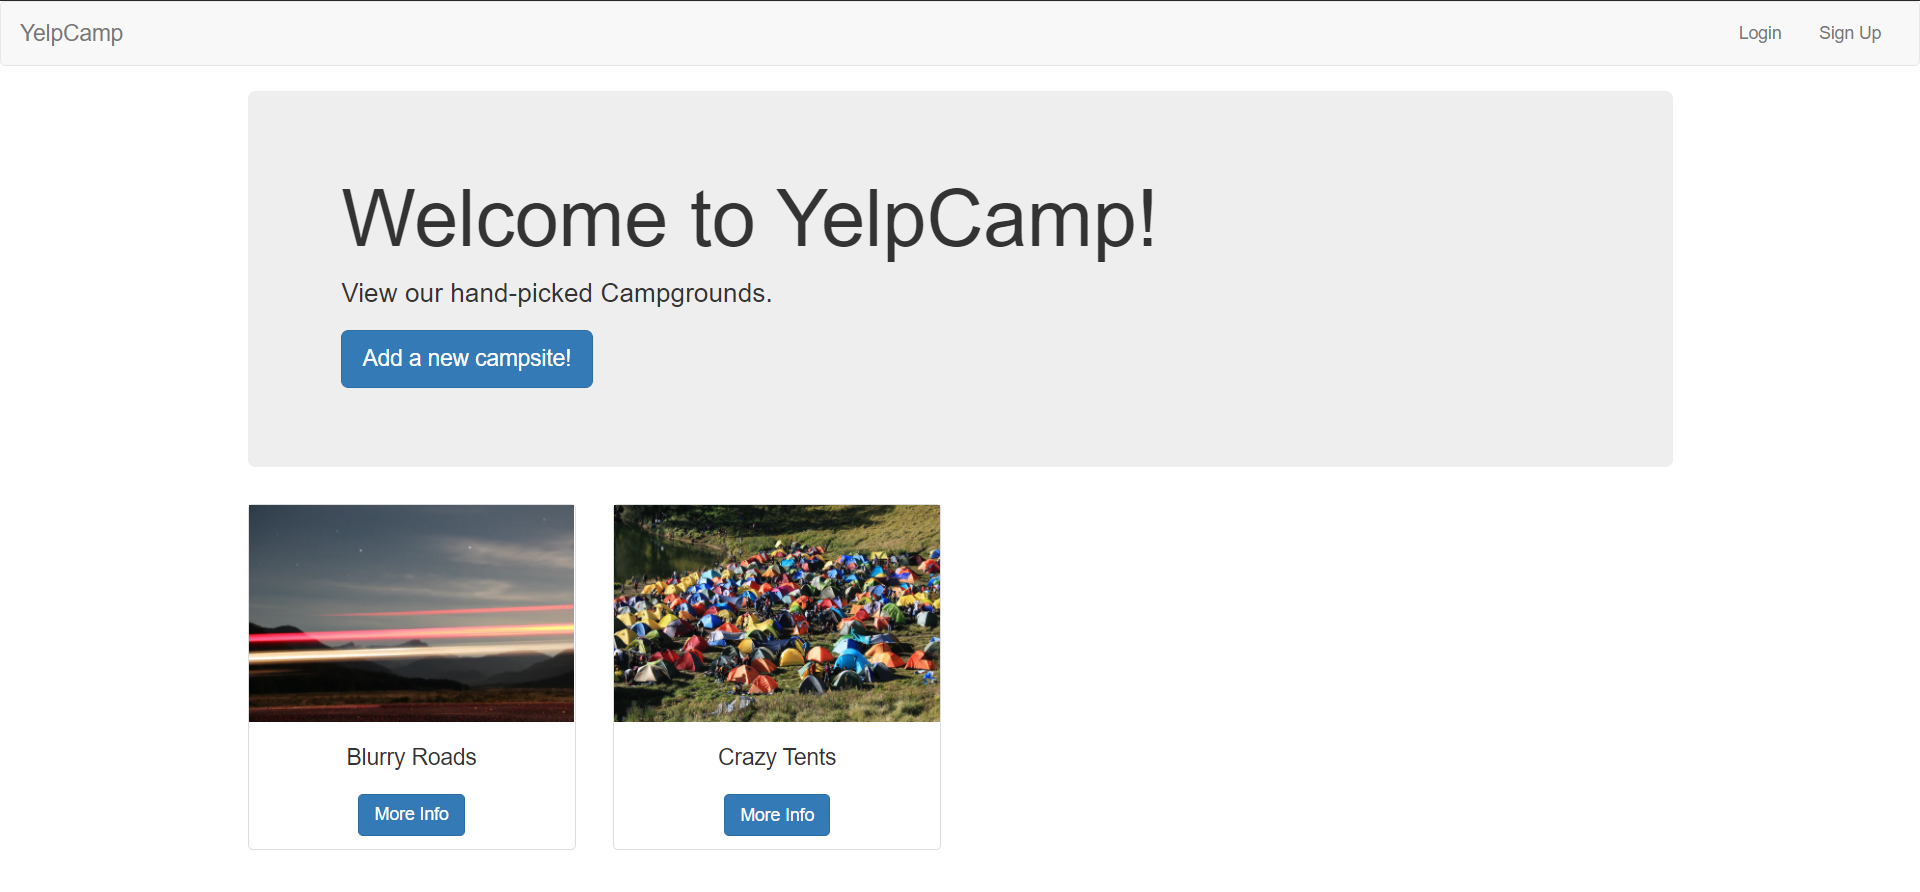 YelpCamp
Login
Sign Up
Welcome to YelpCamp!
View our hand-picked Campgrounds.
Add a new campsite!
Blurry Roads
Crazy Tents
More Info
More Info